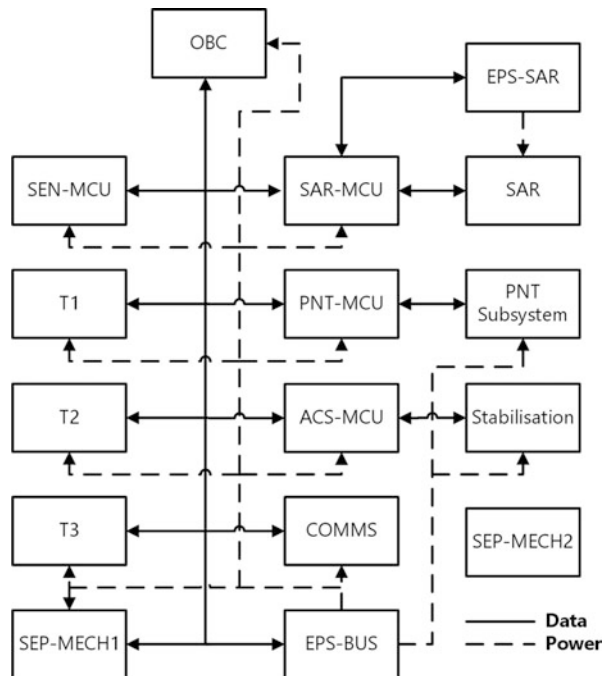 OBC
EPS-SAR
SEN-MCU
SAR-MCU
SAR
T1
PNT-MCU
PNT
Subsystem
T2
ACS-MCU
Stabilisation
T3
COMMS
SEP-MECH2
SEP-MECH1
EPS-BUS
Data
Power